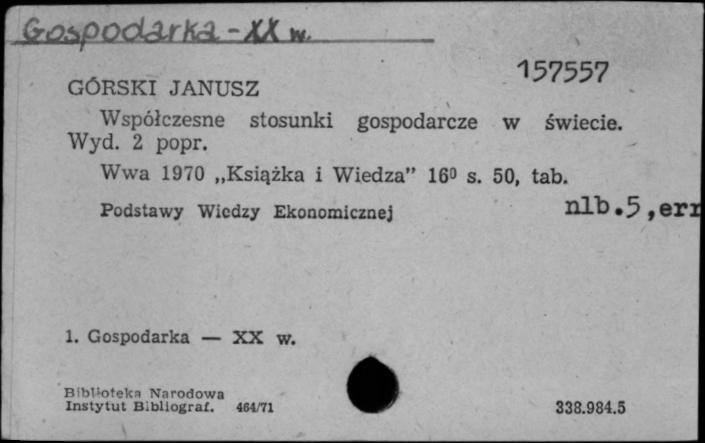 Gospodarka - XX w.
157557
GÓRSKI JANUSZ
Współczesne stosunki gospodarcze w świecie.
Wyd. 2 popr.
Wwa 1970 „Książka i Wiedza” 16⁰ s. 50, tab.
Podstawy Wiedzy Ekonomicznej nlb.5,err
1. Gospodarka — XX w.
Biblioteka Narodowa
Instytut Bibliograf. 464/71 338.984.5